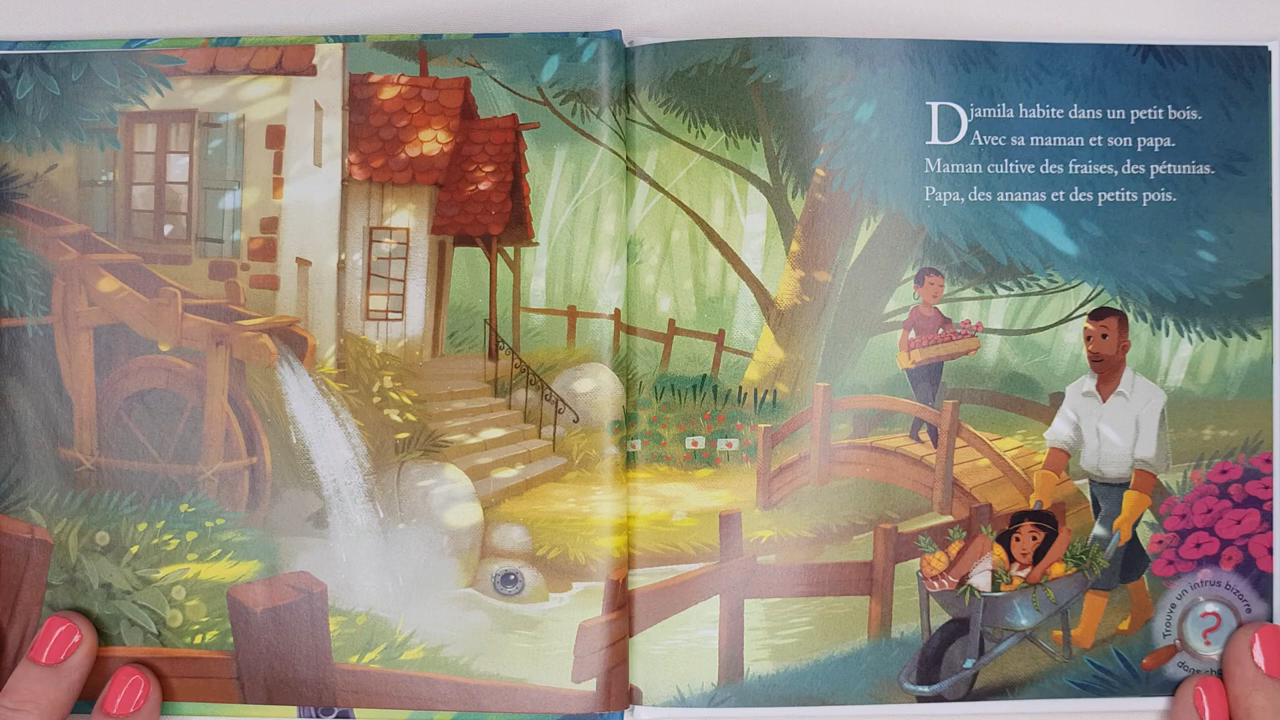 Djamila habite dans un petit bois.
Avec sa maman et son papa.
Maman cultive des fraises, des pétunias.
Papa, des ananas et des petits pois.
Trouve un intrus bizarre
?
dans